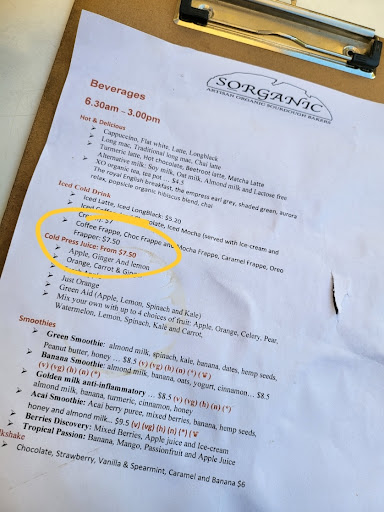 SORGANIC
ARTISAN ORGANIC SOURDOUGH BAKERS
Beverages
6.30am - 3.00pm
Hot & Delicious
➢ Cappuccino, Flat white, Latte, Longblack
➢ Long mac, Traditional long mac, Chai latte
➢ Turmeric latte, Hot chocolate, Beetroot latte, Matcha Latte
➢ Alternative milk: Soy milk, Oat milk, Almond milk and Lactose free
➢ XO organic tea, tea pot .... $4.5
The royal English breakfast, the empress earl grey, shaded green, aurora
relax, popsicle organic hibiscus blend, chai
Iced Cold Drink
➢ Iced Latte, Iced LongBlack: $5.20
➢ Iced Mocha (served with Ice-cream and
Cream): $7
➢ Coffee Frappe, Choc Frappe and Mocha Frappe, Caramel Frappe, Oreo
Frapper: $7.50
Cold Press Juice: From $7.50
➢ Apple, Ginger And lemon
➢ Orange, Carrot & Ginger
➢ Just Orange
➢ Green Aid (Apple, Lemon, Spinach and Kale)
➢ Mix your own with up to 4 choices of fruit: Apple, Orange, Celery, Pear,
Watermelon, Lemon, Spinach, Kale and Carrot,
Smoothies
➢ Green Smoothie: almond milk, spinach, kale, banana, dates, hemp seeds,
Peanut butter, honey ... $8.5 (v) (vg) (h) (n) (*)
➢ Banana Smoothie: almond milk, banana, oats, yogurt, cinnamon... $8.5
(v) (vg) (h) (n) (*)
➢ Golden milk anti-inflammatory ... $8.5 (v) (vg) (h) (n) (*)
almond milk, banana, turmeric, cinnamon, honey
➢ Acai Smoothie: Acai berry puree, mixed berries, banana, hemp seeds,
honey and almond milk.. $9.5 (v) (vg) (h) (n) (*)
➢ Berries Discovery: Mixed Berries, Apple juice and Ice-cream
➢ Tropical Passion: Banana, Mango, Passionfruit and Apple Juice
lkshake
➢ Chocolate, Strawberry, Vanilla & Spearmint, Caramel and Banana $6